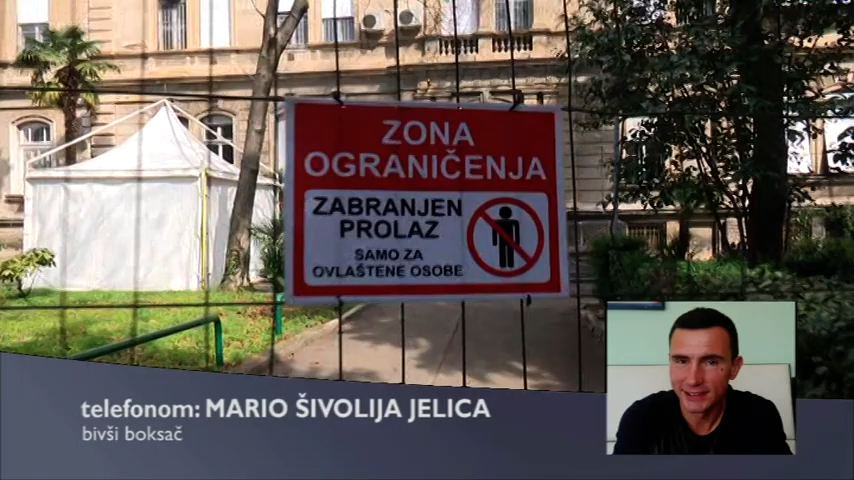 ZONA
OGRANIČENJA
ZABRANJEN
PROLAZ
SAMO ZA
OVLAŠTENE OSOBE
telefonom: MARIO ŠIVOLIJA JELICA
bivši boksač